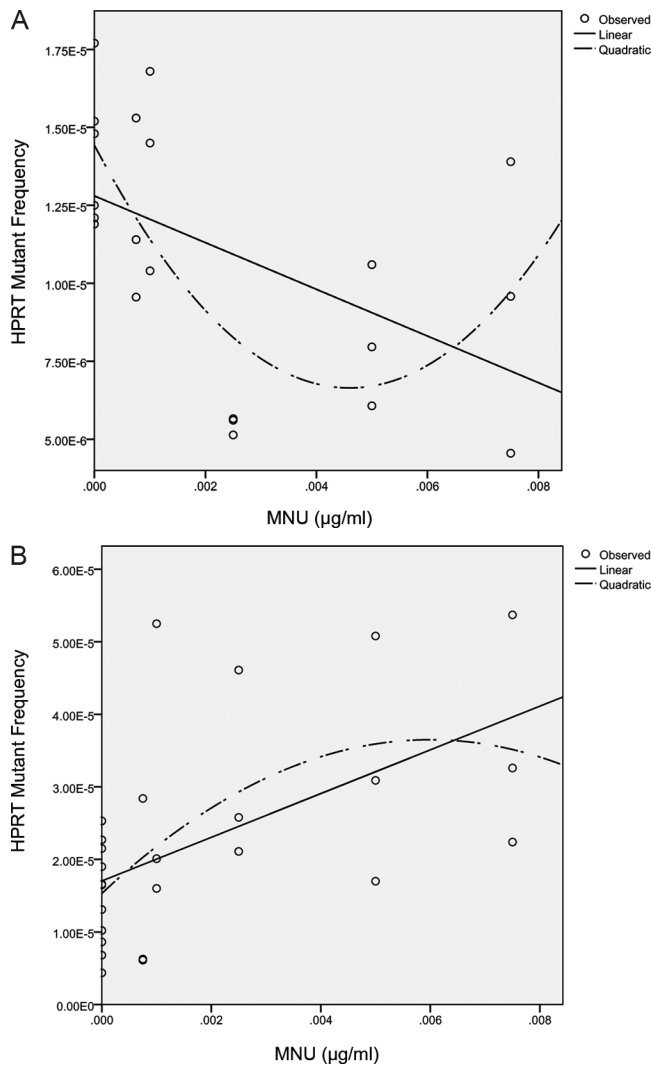 A
Observed
Linear
Quadratic
1.75E-5
1.50E-5
1.25E-5
1.00E-5
7.50E-6
5.00E-6
HPRT Mutant Frequency
.000 .002 .004 .006 .008
MNU (µg/ml)
B
Observed
Linear
Quadratic
6.00E-5
5.00E-5
4.00E-5
3.00E-5
2.00E-5
1.00E-5
0.00E0
HPRT Mutant Frequency
.000 .002 .004 .006 .008
MNU (µg/ml)